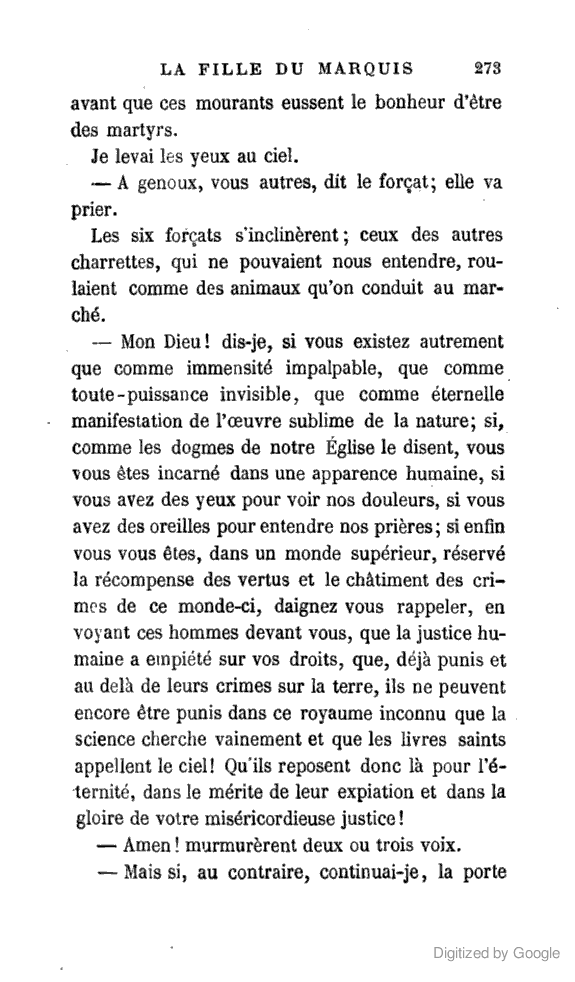 LA FILLE DU MARQUIS 273
avant que ces mourants eussent le bonheur d'être
des martyrs.
Je levai les yeux au ciel.
— A genoux, vous autres, dit le forçat; elle va
prier.
Les six forçats s'inclinèrent; ceux des autres
charrettes, qui ne pouvaient nous entendre, rou-
laient comme des animaux qu'on conduit au mar-
ché.
— Mon Dieu! dis-je, si vous existez autrement
que comme immensité impalpable, que comme
toute-puissance invisible, que comme éternelle
manifestation de l'œuvre sublime de la nature; si,
comme les dogmes de notre Église le disent, vous
vous êtes incarné dans une apparence humaine, si
vous avez des yeux pour voir nos douleurs, si vous
avez des oreilles pour entendre nos prières; si enfin
vous vous êtes, dans un monde supérieur, réservé
la récompense des vertus et le châtiment des cri-
mes de ce monde-ci, daignez vous rappeler, en
voyant ces hommes devant vous, que la justice hu-
maine a empiété sur vos droits, que, déjà punis et
au delà de leurs crimes sur la terre, ils ne peuvent
encore être punis dans ce royaume inconnu que la
science cherche vainement et que les livres saints
appellent le ciel! Qu'ils reposent donc là pour l'é-
ternité, dans le mérite de leur expiation et dans la
gloire de votre miséricordieuse justice!
— Amen! murmurèrent deux ou trois voix.
— Mais si, au contraire, continuai-je, la porte
Digitized by Google